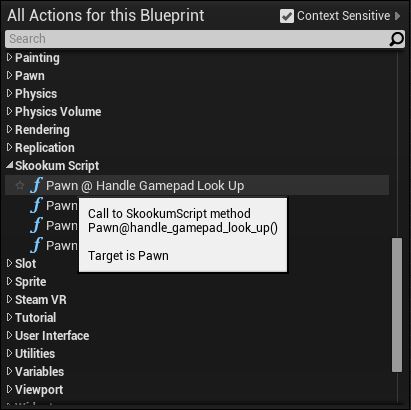 All Actions for this Blueprint
Context Sensitive
Search
Painting
Pawn
Physics
Physics Volume
Rendering
Replication
Skookum Script
Pawn @ Handle Gamepad Look Up
Pawn
Pawn
Pawn
Call to SkookumScript method
Pawn@handle_gamepad_look_up()
Target is Pawn
Slot
Sprite
Steam VR
Tutorial
User Interface
Utilities
Variables
Viewport